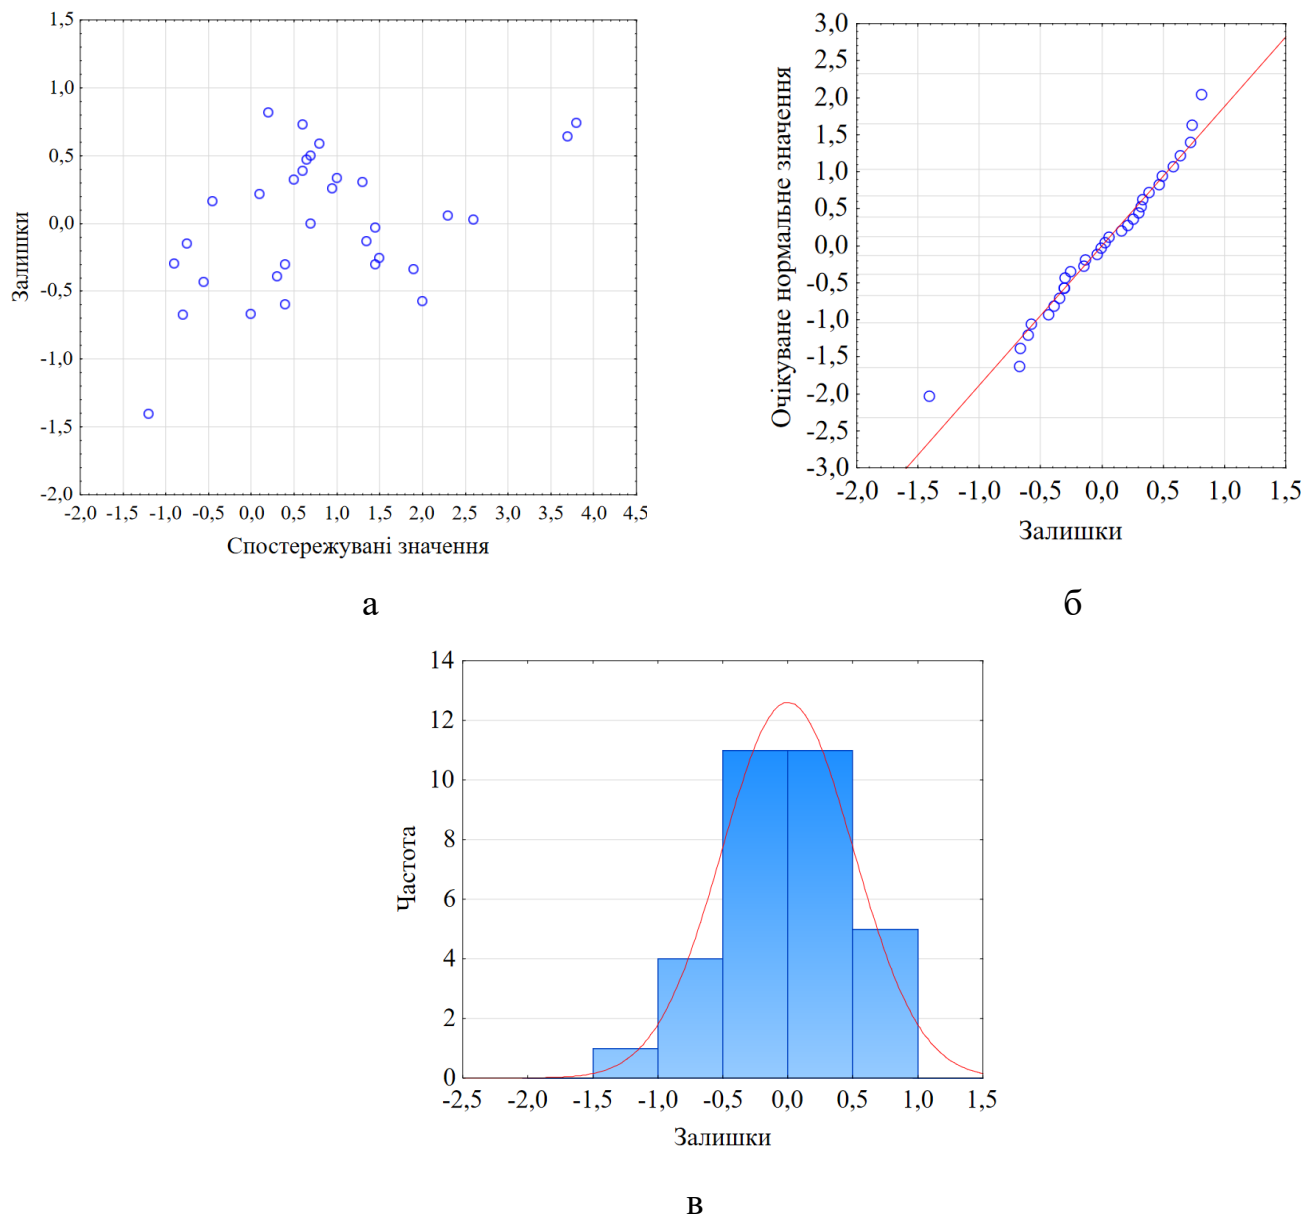 1,5
1,0
0,5
0,0
-0,5
-1,0
-1,5
-2,0
Залишки
-2,0 -1,5 -1,0 -0,5 0,0 0,5 1,0 1,5 2,0 2,5 3,0 3,5 4,0 4,5
Спостережувані значення
а
3,0
2,5
2,0
1,5
1,0
0,5
0,0
-0,5
-1,0
-1,5
-2,0
-2,5
-3,0
Очікуване нормальне значення
-2,0 -1,5 -1,0 -0,5 0,0 0,5 1,0 1,5
Залишки
б
14
12
10
8
6
4
2
0
Частота
-2,5 -2,0 -1,5 -1,0 -0,5 0,0 0,5 1,0 1,5
Залишки
в